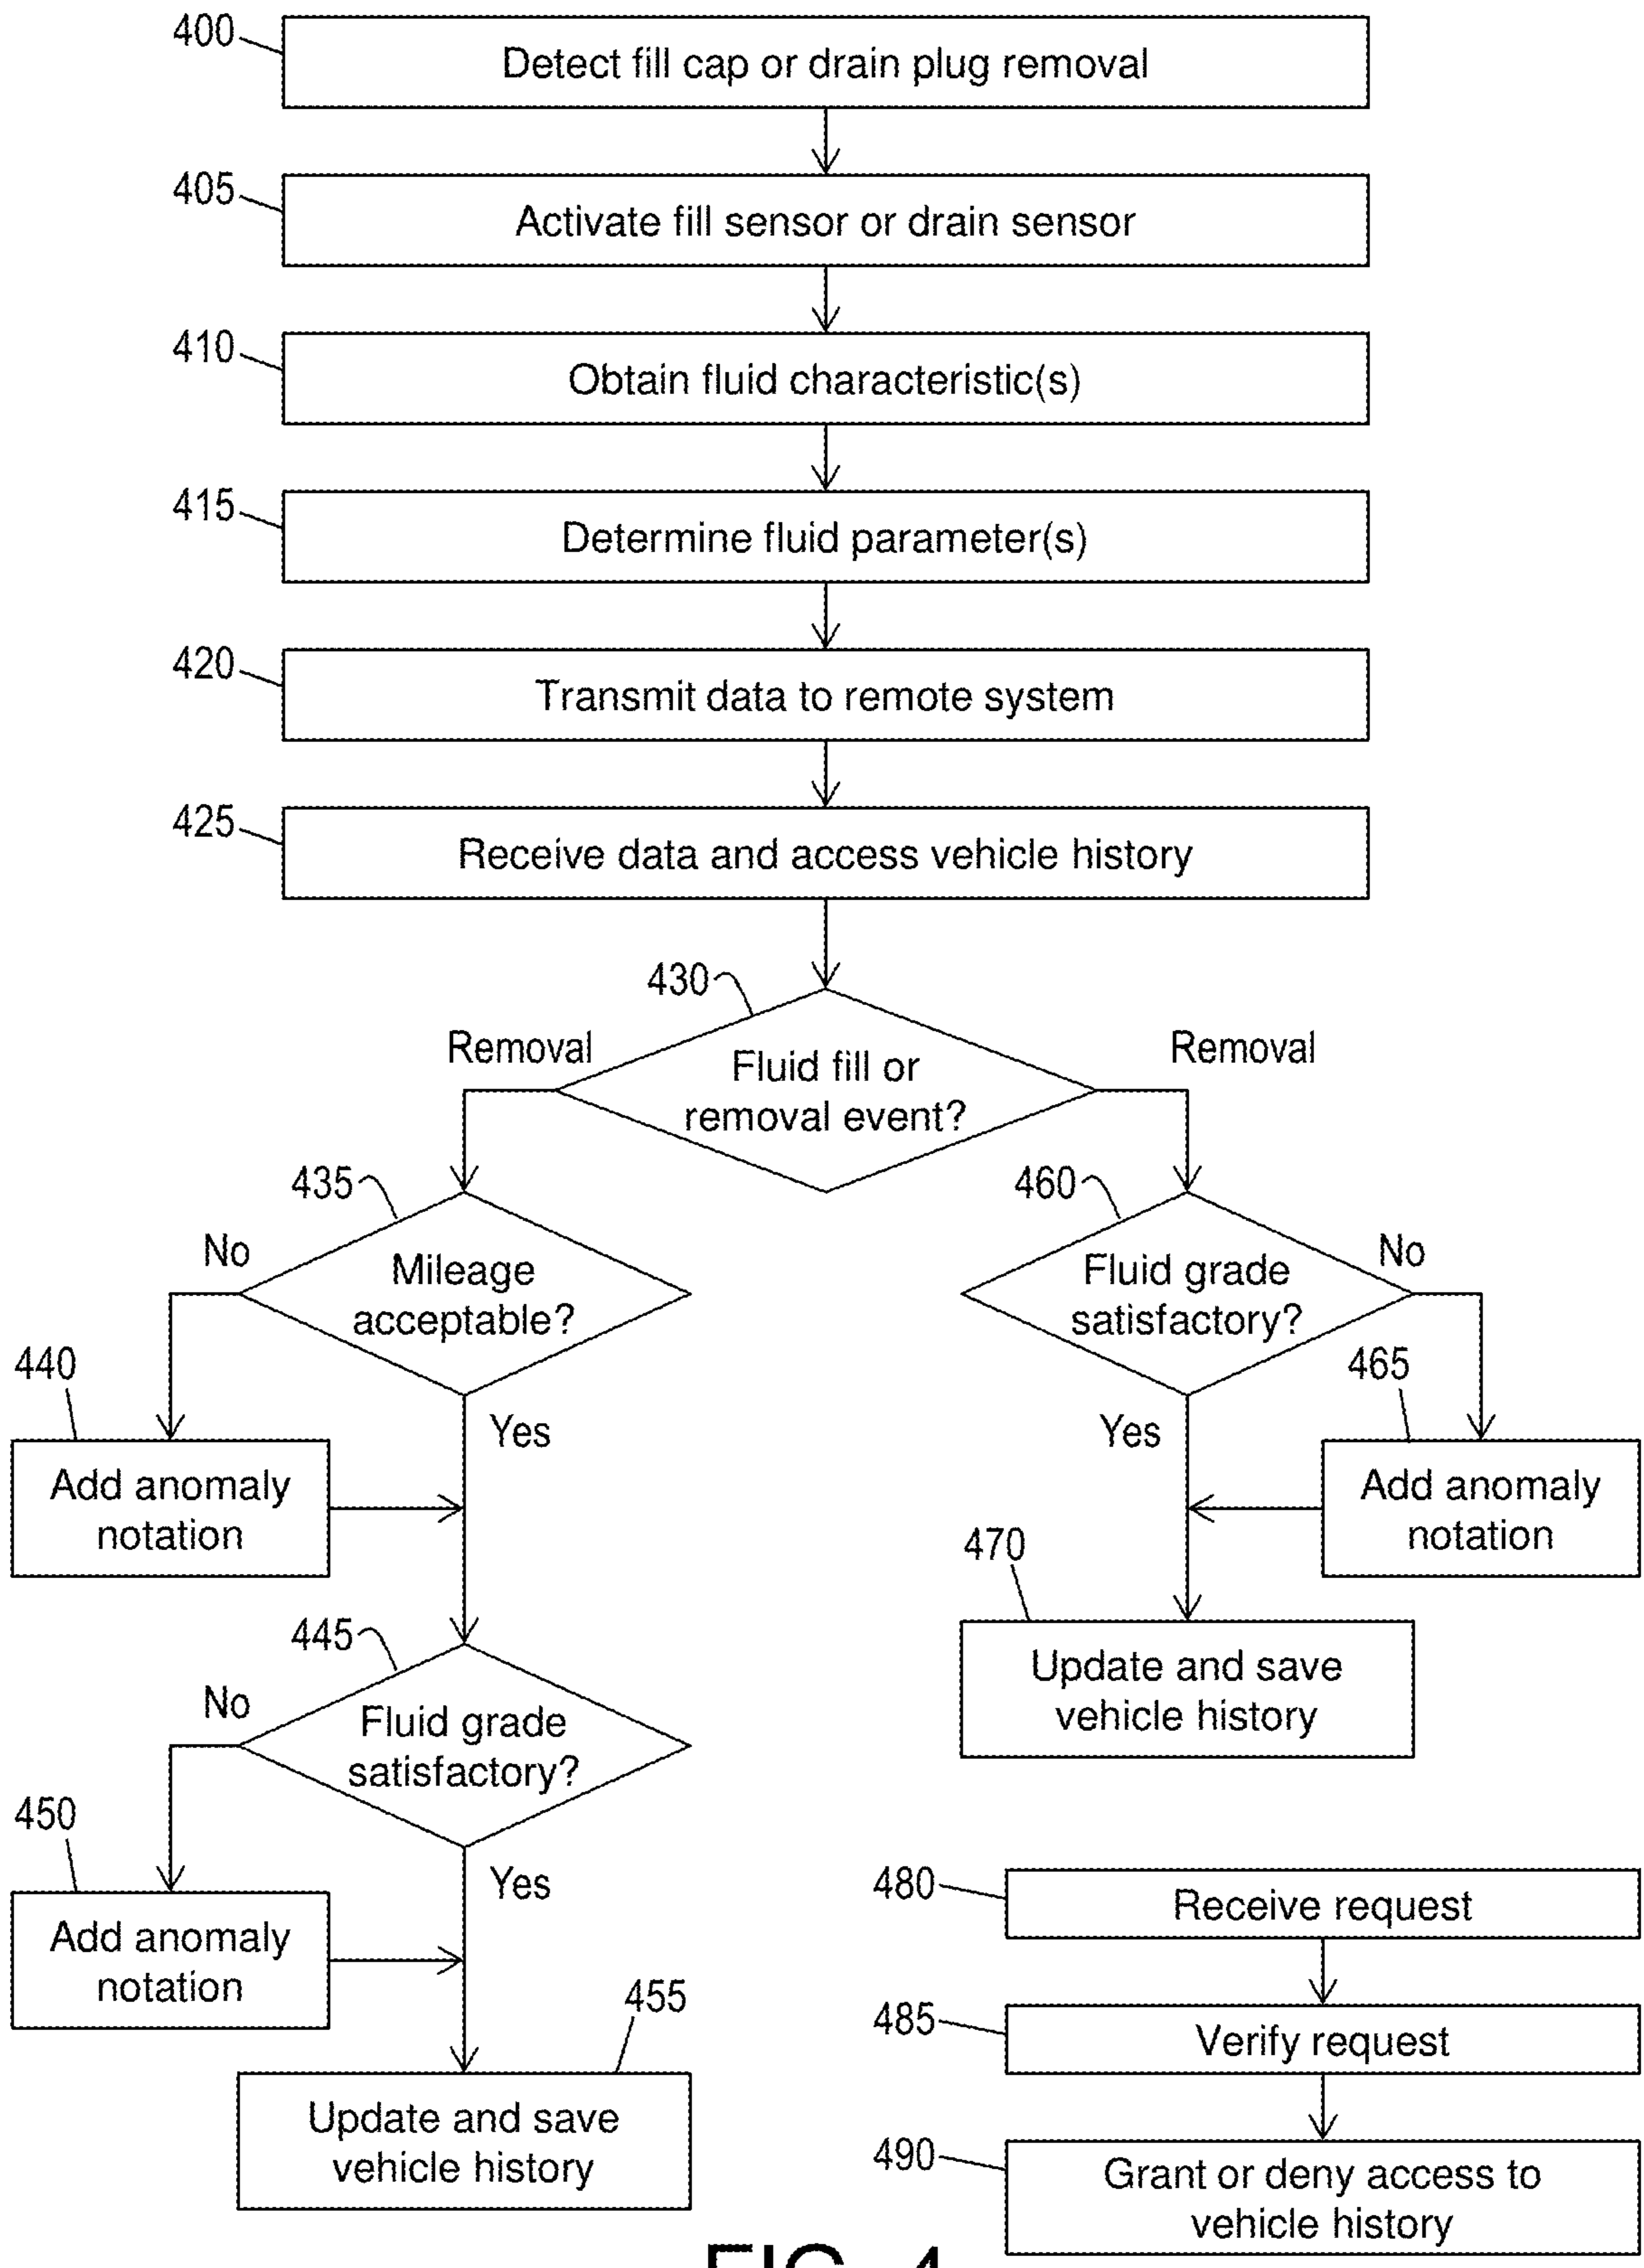 400
Detect fill cap or drain plug removal
405
Activate fill sensor or drain sensor
410
Obtain fluid characteristic(s)
415
Determine fluid parameter(s)
420
Transmit data to remote system
425
Receive data and access vehicle history
430
Removal
Removal
Fluid fill or
removal event?
435
No
Mileage
acceptable?
Yes
440
Add anomaly
notation
445
No
Fluid grade
satisfactory?
Yes
450
Add anomaly
notation
455
Update and save
vehicle history
460
No
Fluid grade
satisfactory?
Yes
465
Add anomaly
notation
470
Update and save
vehicle history
480
Receive request
485
Verify request
490
Grant or deny access to
vehicle history
FIG. 4